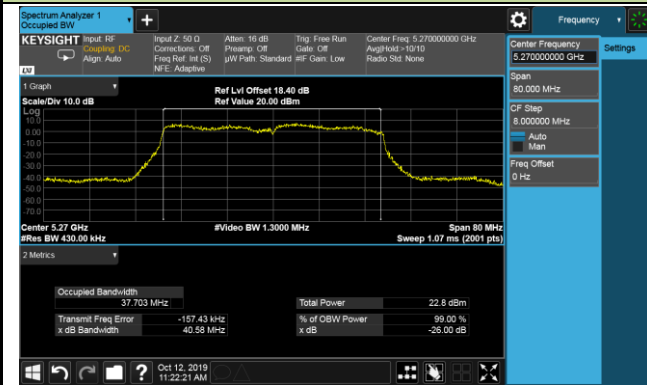 Spectrum Analyzer 1
Occupied BW
+
Frequency
KEYSIGHT
Input: RF
Coupling: DC
Align: Auto
Input Z: 50 Ω
Corrections: Off
Freq Ref: Int (S)
NFE: Adaptive
Atten: 16 dB
Preamp: Off
µW Path: Standard
Trig: Free Run
Gate: Off
#IF Gain: Low
Center Freq: 5.270000000 GHz
Avg|Hold:>10/10
Radio Std: None
LXI
Center Frequency
5.270000000 GHz
Settings
Span
80.000 MHz
CF Step
8.000000 MHz
Auto
Man
Freq Offset
0 Hz
1 Graph
Scale/Div 10.0 dB
Ref Lvl Offset 18.40 dB
Ref Value 20.00 dBm
Log
10.0
0.00
-10.0
-20.0
-30.0
-40.0
-50.0
-60.0
-70.0
Center 5.27 GHz
#Res BW 430.00 kHz
#Video BW 1.3000 MHz
Span 80 MHz
Sweep 1.07 ms (2001 pts)
2 Metrics
Occupied Bandwidth
37.703 MHz
Transmit Freq Error -157.43 kHz
x dB Bandwidth 40.58 MHz
Total Power 22.8 dBm
% of OBW Power 99.00 %
x dB -26.00 dB
?
Oct 12, 2019
11:22:21 AM